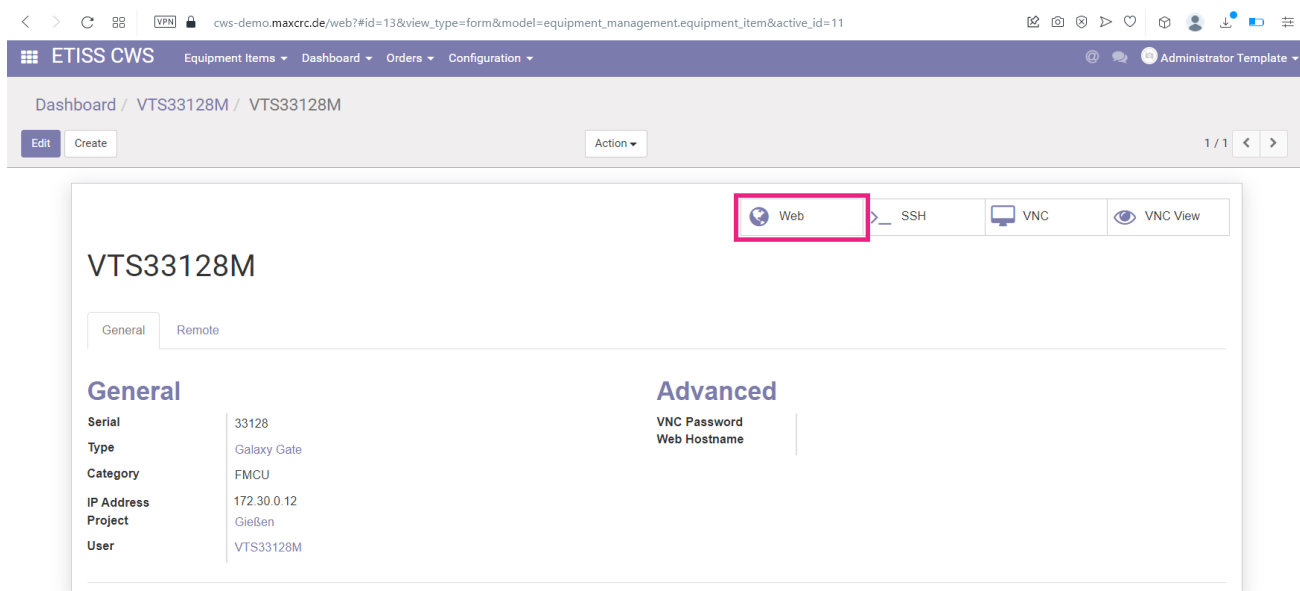 VPN cws-demo.maxcrc.de/web?#id=13&view_type=form&model=equipment_management.equipment_item&active_id=11
ETISS CWS Equipment Items Dashboard Orders Configuration @ Administrator Template
Dashboard / VTS33128M / VTS33128M
Edit Create Action 1 / 1
Web >_ SSH VNC VNC View
VTS33128M
General Remote
General Advanced
Serial 33128 VNC Password
Type Galaxy Gate Web Hostname
Category FMCU
IP Address 172.30.0.12
Project Gießen
User VTS33128M